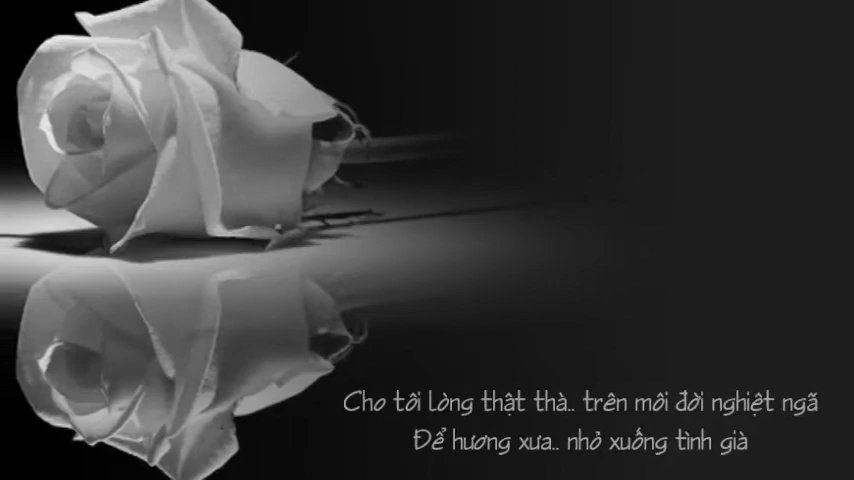 Cho tôi lòng thật thà.. trên môi đời nghiệt ngã
Để hương xưa.. nhỏ xuống tình già